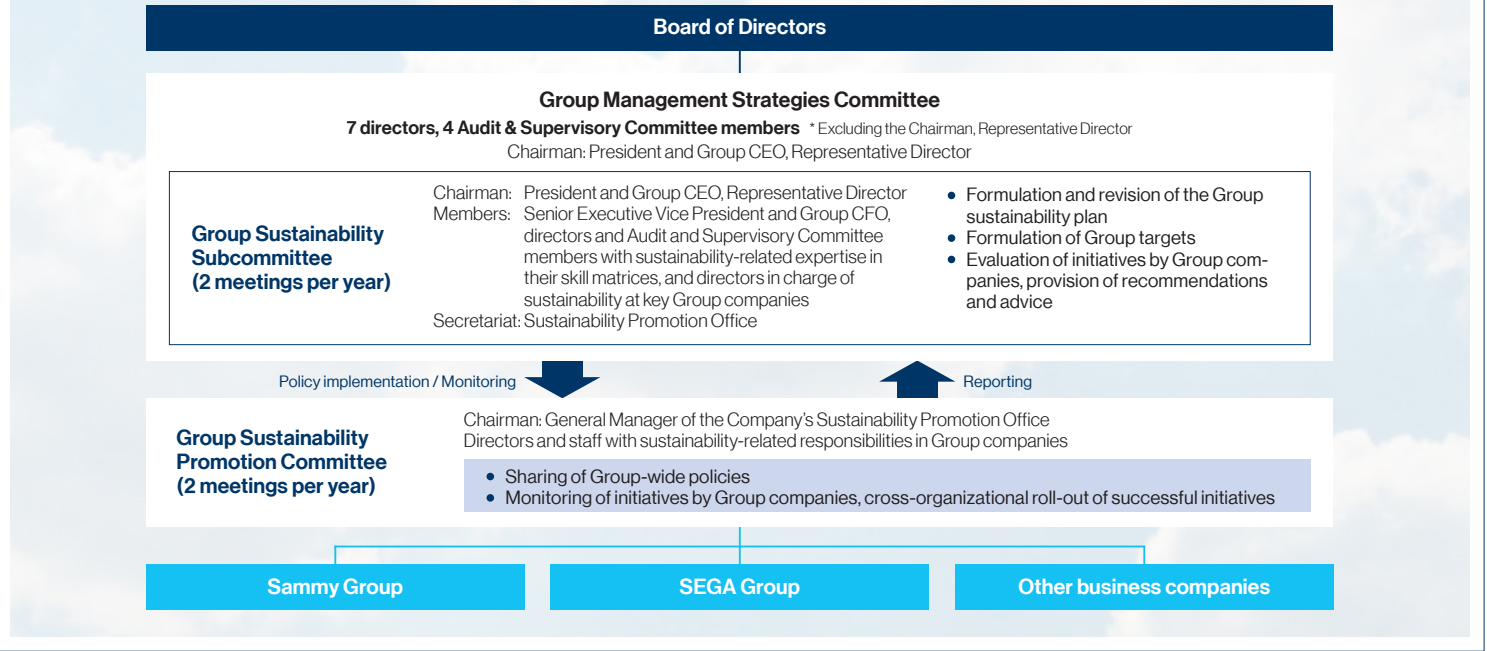 Board of Directors
Group Management Strategies Committee
7 directors, 4 Audit & Supervisory Committee members * Excluding the Chairman, Representative Director
Chairman: President and Group CEO, Representative Director
Group Sustainability
Subcommittee
(2 meetings per year)
Chairman: President and Group CEO, Representative Director
Members: Senior Executive Vice President and Group CFO,
directors and Audit and Supervisory Committee
members with sustainability-related expertise in
their skill matrices, and directors in charge of
sustainability at key Group companies
Secretariat: Sustainability Promotion Office
• Formulation and revision of the Group
sustainability plan
• Formulation of Group targets
• Evaluation of initiatives by Group com-
panies, provision of recommendations
and advice
Policy implementation / Monitoring
Reporting
Group Sustainability
Promotion Committee
(2 meetings per year)
Chairman: General Manager of the Company's Sustainability Promotion Office
Directors and staff with sustainability-related responsibilities in Group companies
• Sharing of Group-wide policies
• Monitoring of initiatives by Group companies, cross-organizational roll-out of successful initiatives
Sammy Group
SEGA Group
Other business companies